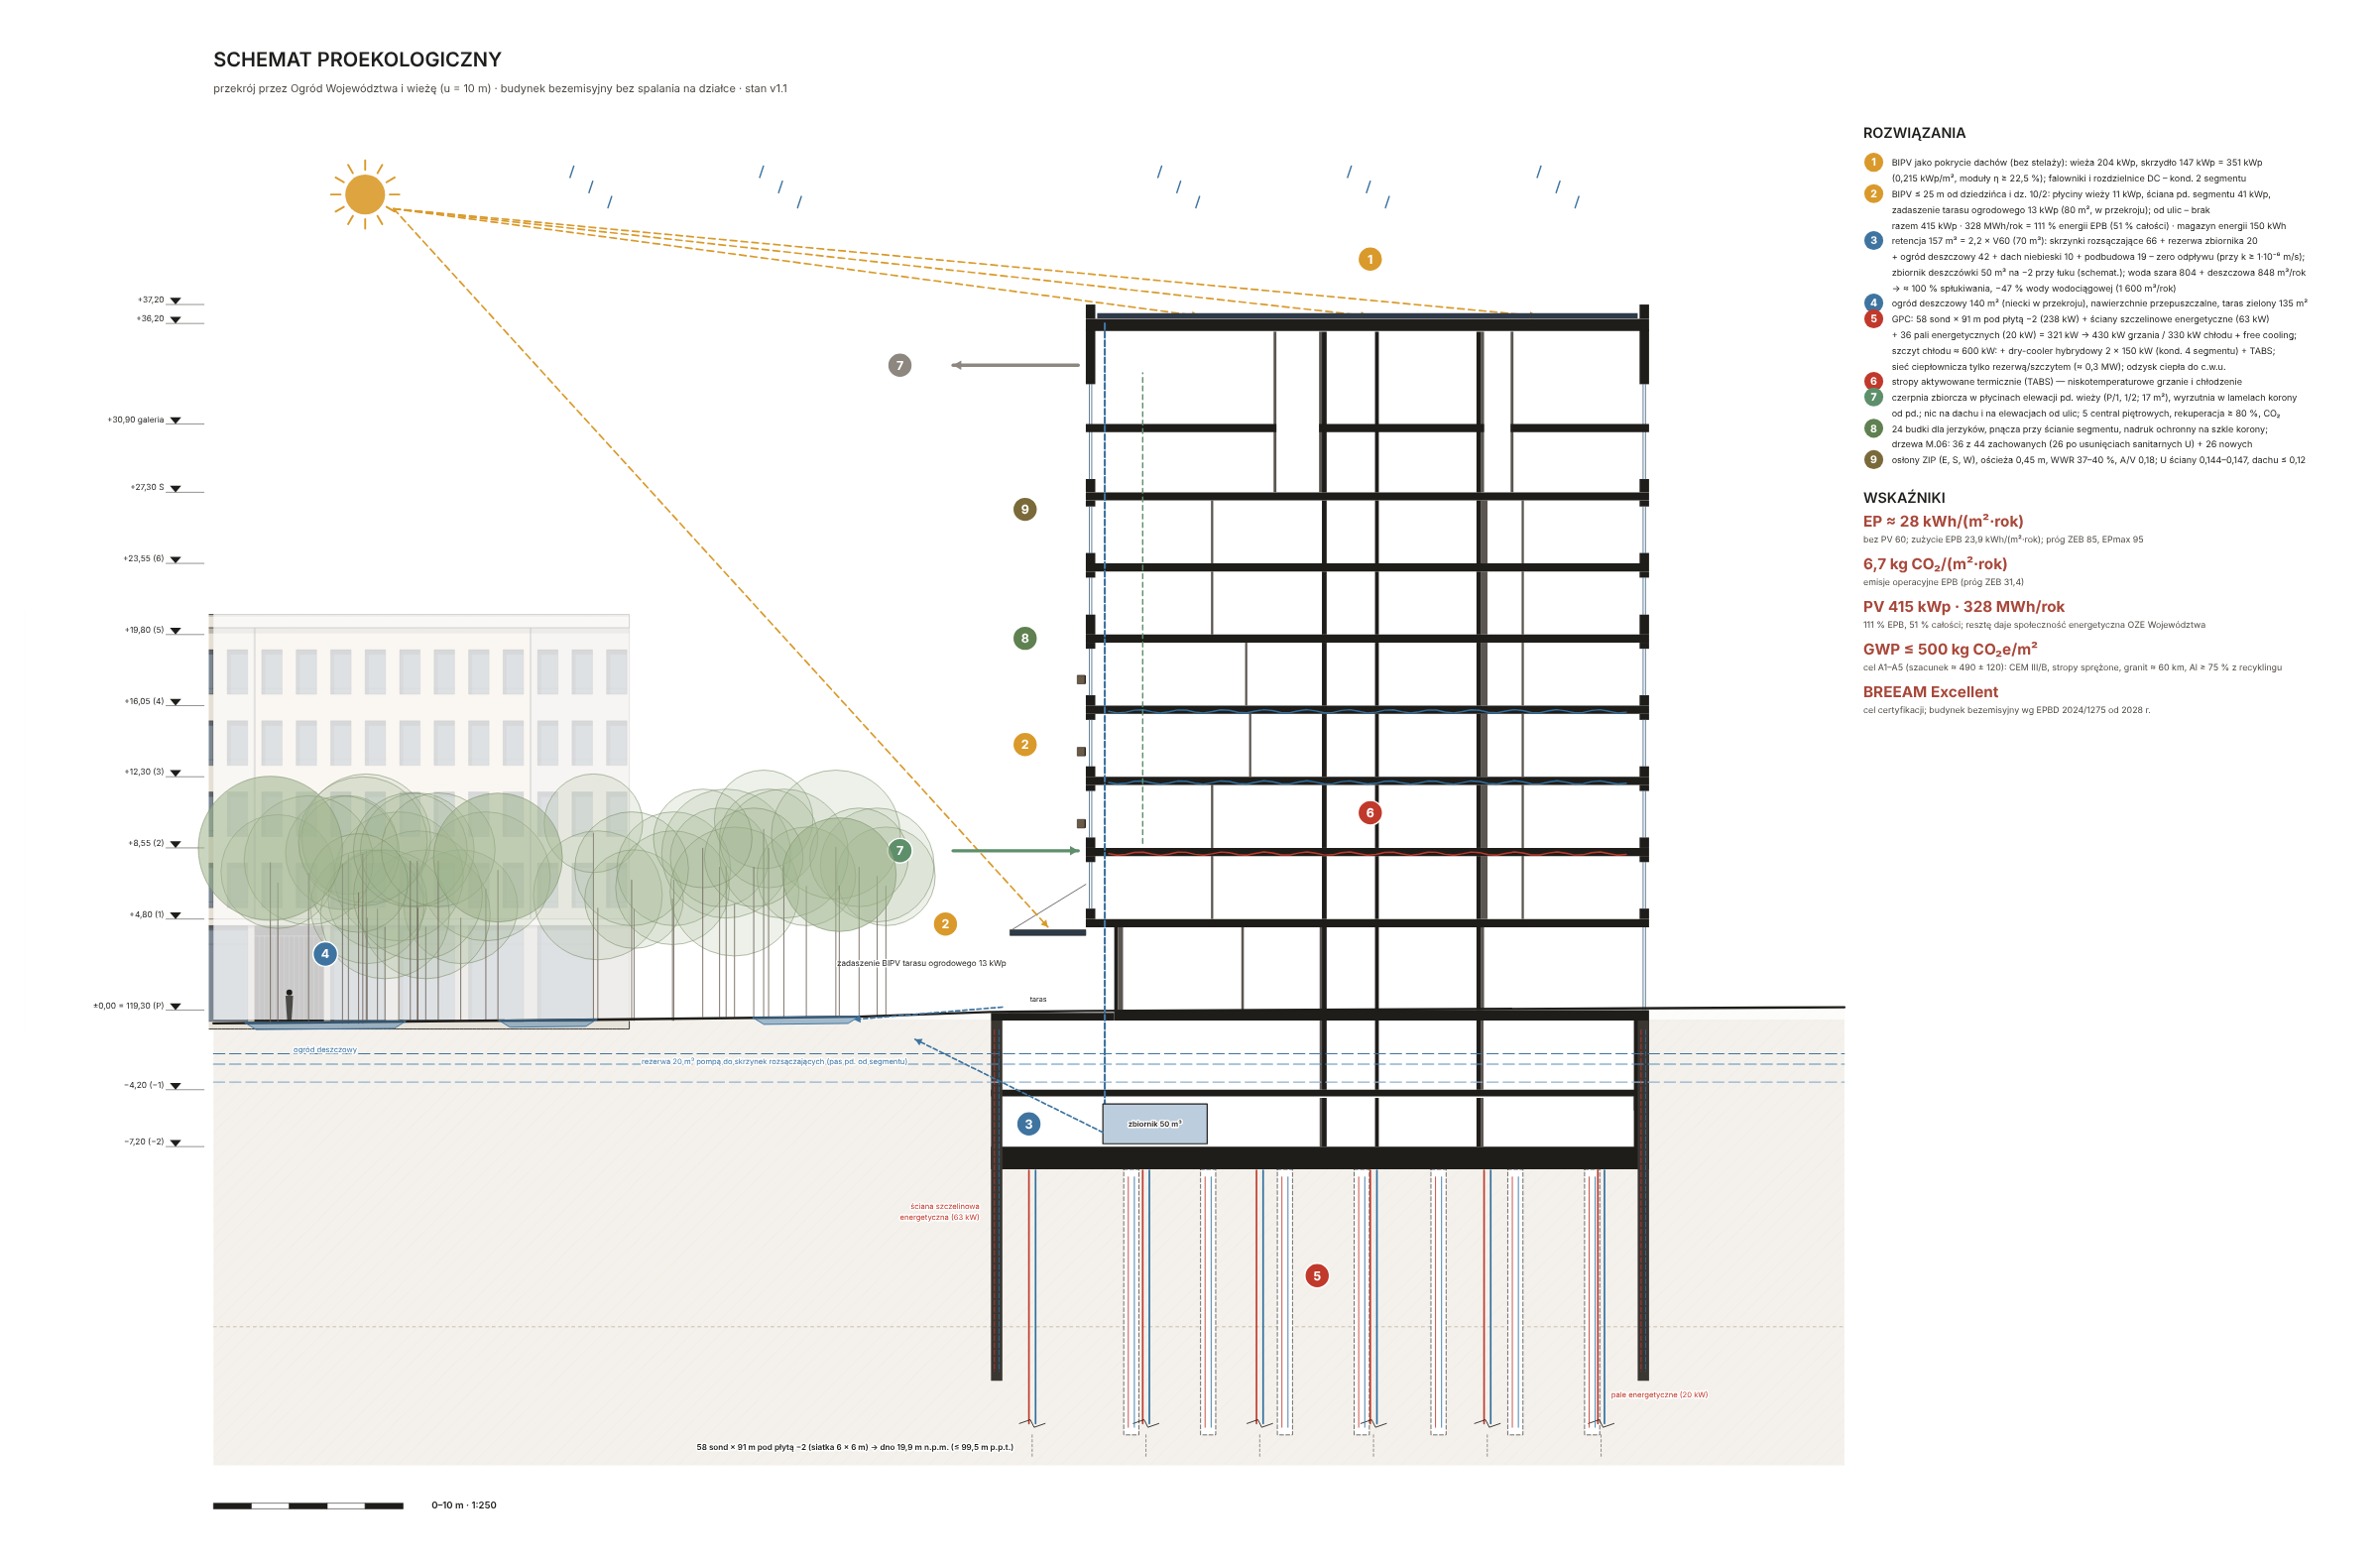 SCHEMAT PROEKOLOGICZNY
przekrój przez Ogród Województwa i wieżę (u = 10 m) · budynek bezemisyjny bez spalania na działce · stan v1.1
ROZWIĄZANIA
1 BIPV jako pokrycie dachów (bez stelaży): wieża 204 kWp, skrzydło 147 kWp = 351 kWp
(0,215 kWp/m², moduły η ≥ 22,5 %); falowniki i rozdzielnice DC – kond. 2 segmentu
2 BIPV ≤ 25 m od dziedzińca i dz. 10/2: płyciny wieży 11 kWp, ściana pd. segmentu 41 kWp,
zadaszenie tarasu ogrodowego 13 kWp (80 m², w przekroju); od ulic – brak
razem 415 kWp · 328 MWh/rok = 111 % energii EPB (51 % całości) · magazyn energii 150 kWh
3 retencja 157 m³ = 2,2 × V60 (70 m³): skrzynki rozsączające 66 + rezerwa zbiornika 20
+ ogród deszczowy 42 + dach niebieski 10 + podbudowa 19 – zero odpływu (przy k ≥ 1·10⁻⁶ m/s);
zbiornik deszczówki 50 m³ na −2 przy łuku (schemat.); woda szara 804 + deszczowa 848 m³/rok
→ ≈ 100 % spłukiwania, −47 % wody wodociągowej (1 600 m³/rok)
4 ogród deszczowy 140 m² (niecki w przekroju), nawierzchnie przepuszczalne, taras zielony 135 m²
5 GPC: 58 sond × 91 m pod płytą −2 (238 kW) + ściany szczelinowe energetyczne (63 kW)
+ 36 pali energetycznych (20 kW) = 321 kW → 430 kW grzania / 330 kW chłodu + free cooling;
szczyt chłodu ≈ 600 kW: + dry-cooler hybrydowy 2 × 150 kW (kond. 4 segmentu) + TABS;
sieć ciepłownicza tylko rezerwą/szczytem (≈ 0,3 MW); odzysk ciepła do c.w.u.
6 stropy aktywowane termicznie (TABS) — niskotemperaturowe grzanie i chłodzenie
7 czerpnia zbiorcza w płycinach elewacji pd. wieży (P/1, 1/2; 17 m²), wyrzutnia w lamelach korony
od pd.; nic na dachu i na elewacjach od ulic; 5 central piętrowych, rekuperacja ≥ 80 %, CO₂
8 24 budki dla jerzyków, pnącza przy ścianie segmentu, nadruk ochronny na szkle korony;
drzewa M.06: 36 z 44 zachowanych (26 po usunięciach sanitarnych U) + 26 nowych
9 osłony ZIP (E, S, W), ościeża 0,45 m, WWR 37–40 %, A/V 0,18; U ściany 0,144–0,147, dachu ≤ 0,12
WSKAŹNIKI
EP ≈ 28 kWh/(m²·rok)
bez PV 60; zużycie EPB 23,9 kWh/(m²·rok); próg ZEB 85, EPmax 95
6,7 kg CO₂/(m²·rok)
emisje operacyjne EPB (próg ZEB 31,4)
PV 415 kWp · 328 MWh/rok
111 % EPB, 51 % całości; resztę daje społeczność energetyczna OZE Województwa
GWP ≤ 500 kg CO₂e/m²
cel A1–A5 (szacunek ≈ 490 ± 120): CEM III/B, stropy sprężone, granit ≈ 60 km, Al ≥ 75 % z recyklingu
BREEAM Excellent
cel certyfikacji; budynek bezemisyjny wg EPBD 2024/1275 od 2028 r.
1
+37,20
+36,20
7
+30,90 galeria
+27,30 S
9
+23,55 (6)
+19,80 (5)
8
+16,05 (4)
2
+12,30 (3)
6
+8,55 (2)
7
+4,80 (1)
2
4
zadaszenie BIPV tarasu ogrodowego 13 kWp
taras
±0,00 = 119,30 (P)
ogród deszczowy
rezerwa 20 m³ pompą do skrzynek rozsączających (pas pd. od segmentu)
−4,20 (−1)
3
zbiornik 50 m³
−7,20 (−2)
ściana szczelinowa
energetyczna (63 kW)
5
pale energetyczne (20 kW)
58 sond × 91 m pod płytą −2 (siatka 6 × 6 m) → dno 19,9 m n.p.m. (≤ 99,5 m p.p.t.)
0–10 m · 1:250